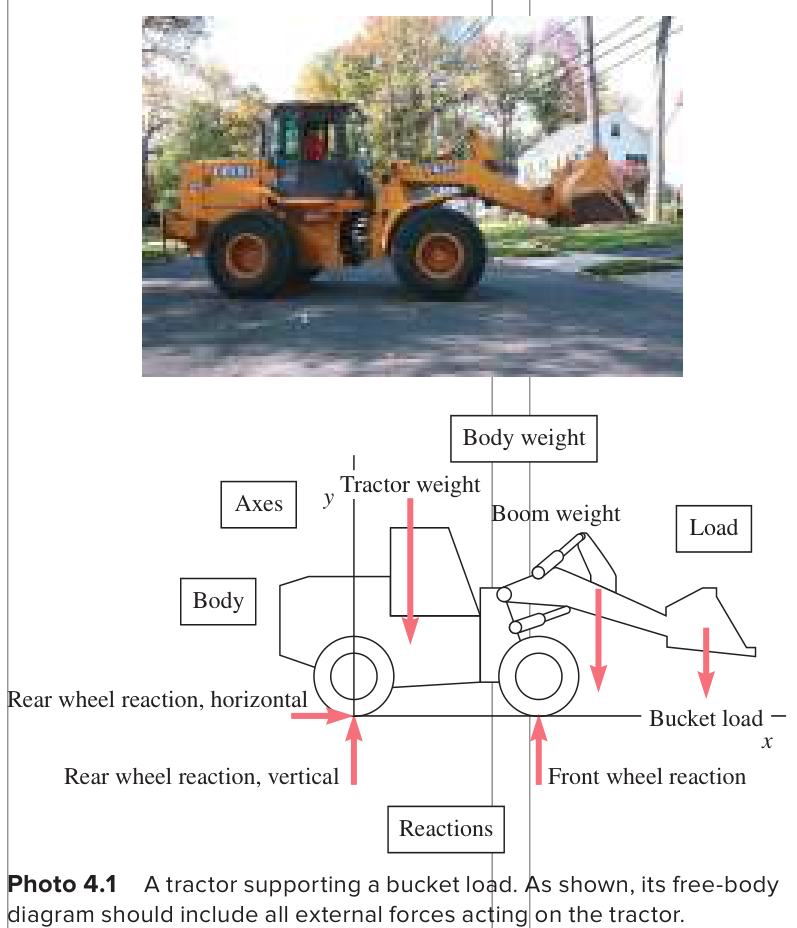 Body weight
Axes
y
Tractor weight
Boom weight
Load
Body
Rear wheel reaction, horizontal
Bucket load
x
Rear wheel reaction, vertical
Front wheel reaction
Reactions
Photo 4.1 A tractor supporting a bucket load. As shown, its free-body
diagram should include all external forces acting on the tractor.